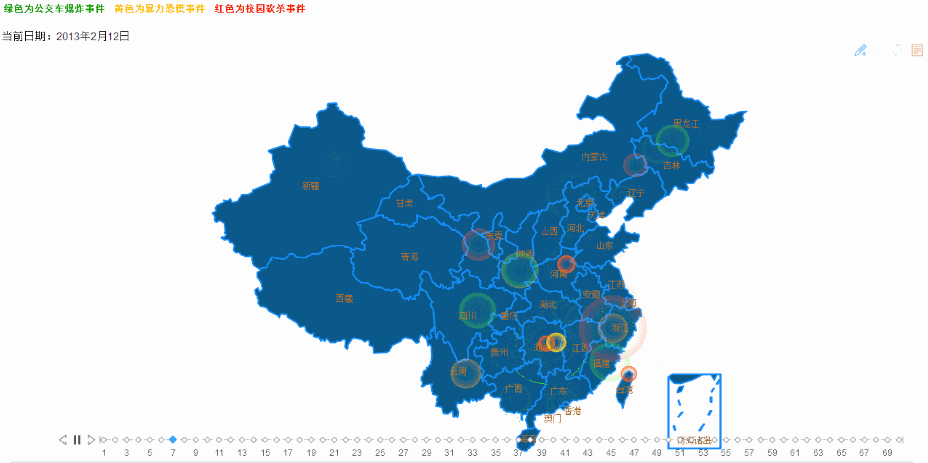 绿色为公交车爆炸事件 黄色为暴力恐怖事件 红色为校园砍杀事件
当前日期：2013年2月12日
黑龙江
内蒙古
吉林
新疆
辽宁
北京
甘肃
天津
山西
河北
宁夏
山东
青海
陕西
河南
江苏
安徽
西藏
湖北
上海
四川
重庆
浙江
江西
贵州
福建
云南
广西
广东
台湾
香港
澳门
1 3 5 7 9 11 13 15 17 19 21 23 25 27 29 31 33 35 37 39 41 43 45 47 49 51 53 55 57 59 61 63 65 67 69